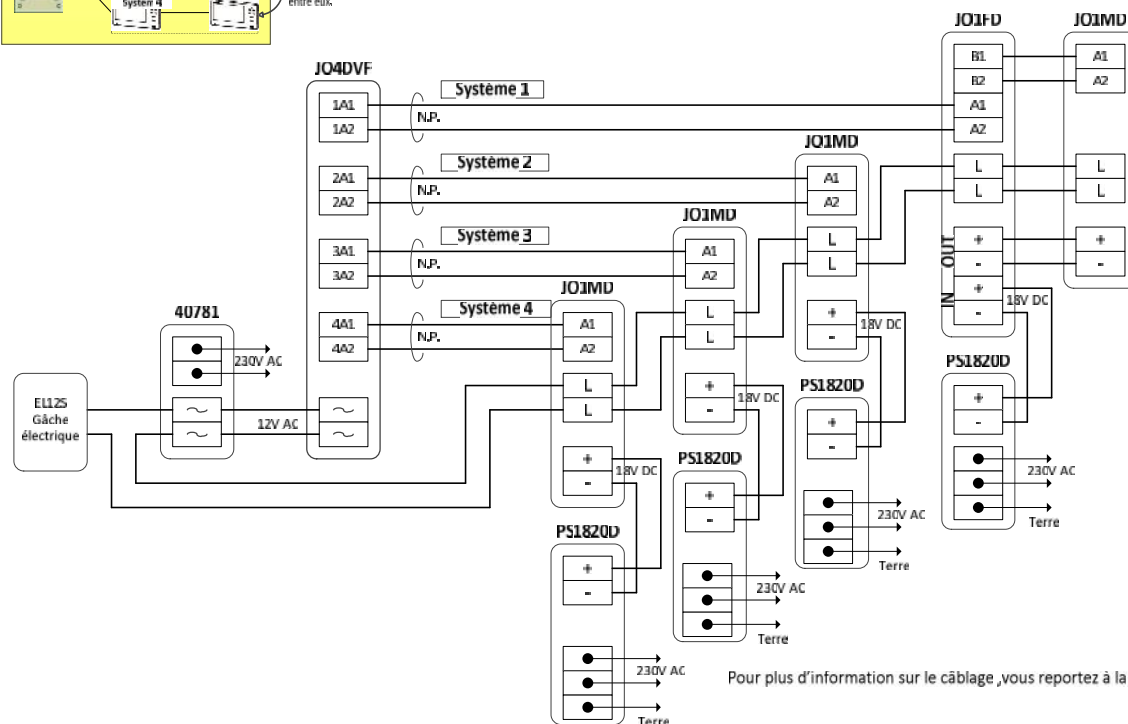 Systèm 4
entre eux.
JO1FD
JO1MD
B1
A1
B2
A2
A1
A2
L
L
L
L
OUT
+
-
+
-
IN
+
-
18V DC
JO4DVF
1A1
1A2
N.P.
Système 1
2A1
2A2
N.P.
Système 2
3A1
3A2
N.P.
Système 3
4A1
4A2
N.P.
Système 4
~
~
JO1MD
A1
A2
L
L
+
-
18V DC
JO1MD
A1
A2
L
L
+
-
18V DC
JO1MD
A1
A2
L
L
+
-
18V DC
40781
230V AC
~
~
12V AC
EL12S
Gâche
électrique
PS1820D
+
-
230V AC
Terre
PS1820D
+
-
230V AC
Terre
PS1820D
+
-
230V AC
Terre
PS1820D
+
-
230V AC
Terre
Pour plus d'information sur le câblage ,vous reportez à la